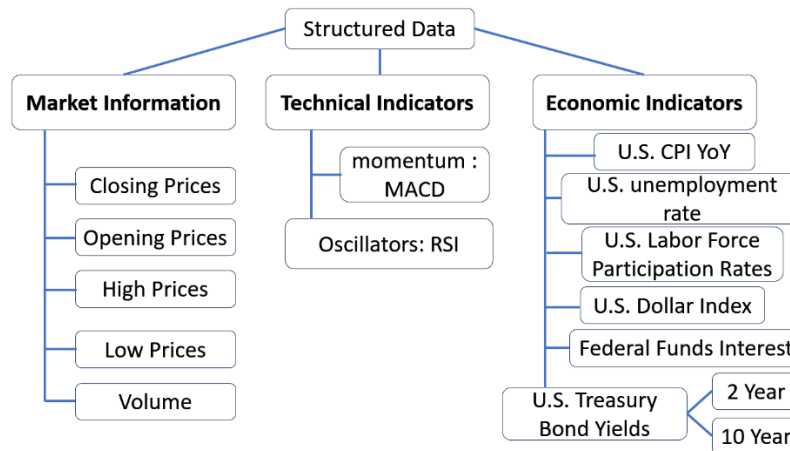 Structured Data
Market Information
Technical Indicators
Economic Indicators
Closing Prices
Opening Prices
High Prices
Low Prices
Volume
momentum :
MACD
Oscillators: RSI
U.S. CPI YoY
U.S. unemployment
rate
U.S. Labor Force
Participation Rates
U.S. Dollar Index
Federal Funds Interest
U.S. Treasury
Bond Yields
2 Year
10 Year